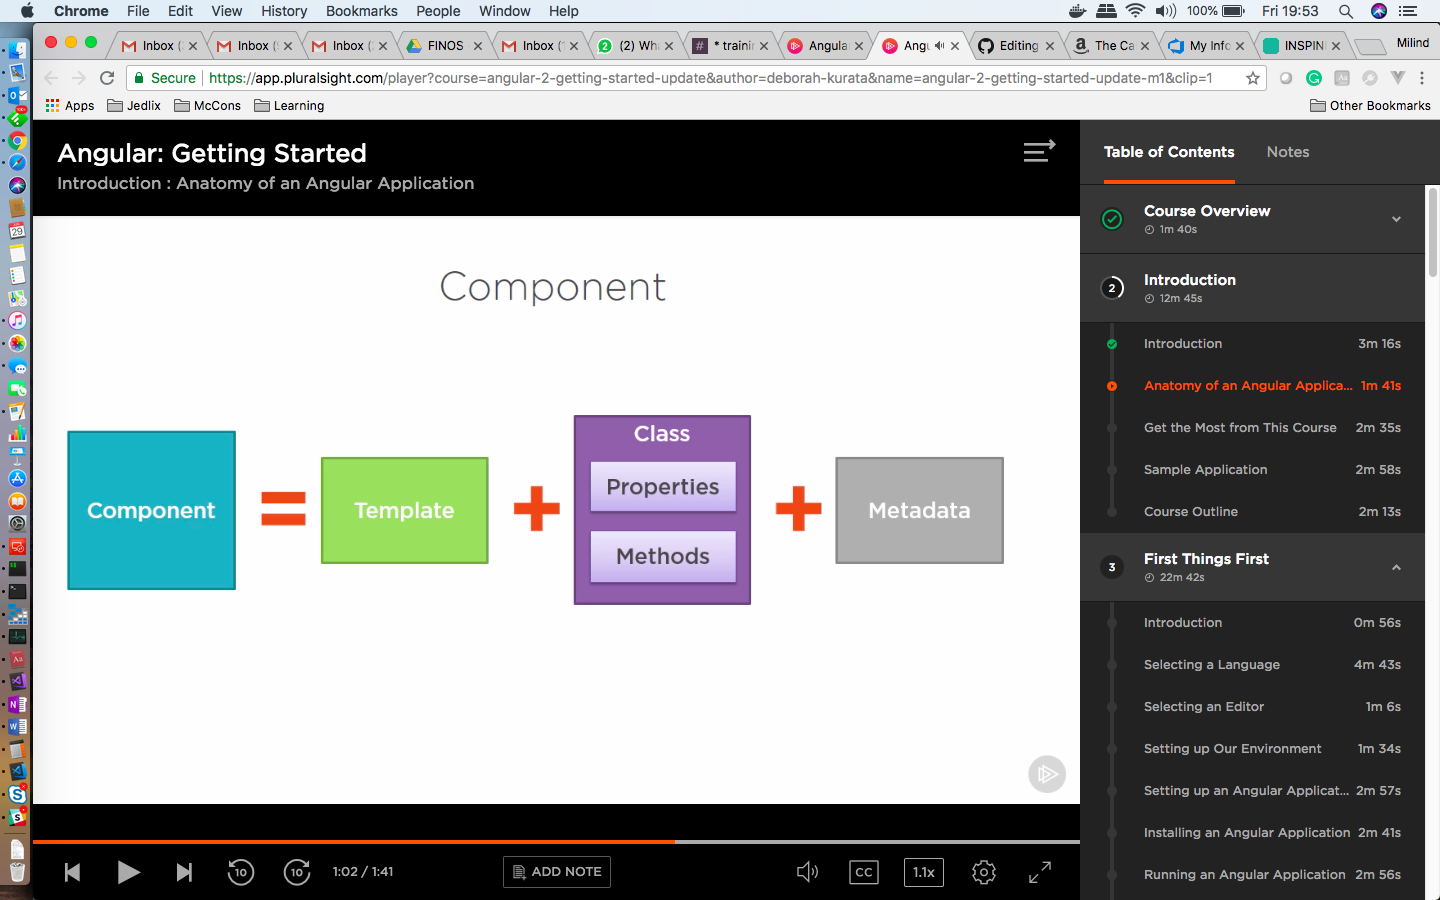 Chrome File Edit View History Bookmarks People Window Help 100% Fri 19:53
Inbox ( Inbox ( Inbox ( FINOS Inbox ( (2) Wha * trainin Angula Angu Editing The Ca My Info INSPIN Milind
Secure https://app.pluralsight.com/player?course=angular-2-getting-started-update&author=deborah-kurata&name=angular-2-getting-started-update-m1&clip=1
Apps Jedlix McCons Learning Other Bookmarks
Angular: Getting Started
Introduction : Anatomy of an Angular Application
Component
Component
=
Template
+
Class
Properties
Methods
+
Metadata
10 10 1:02 / 1:41 ADD NOTE CC 1.1x
Table of Contents Notes
Course Overview
1m 40s
2 Introduction
12m 45s
Introduction 3m 16s
Anatomy of an Angular Applica... 1m 41s
Get the Most from This Course 2m 35s
Sample Application 2m 58s
Course Outline 2m 13s
3 First Things First
22m 42s
Introduction 0m 56s
Selecting a Language 4m 43s
Selecting an Editor 1m 6s
Setting up Our Environment 1m 34s
Setting up an Angular Applicat... 2m 57s
Installing an Angular Application 2m 41s
Running an Angular Application 2m 56s